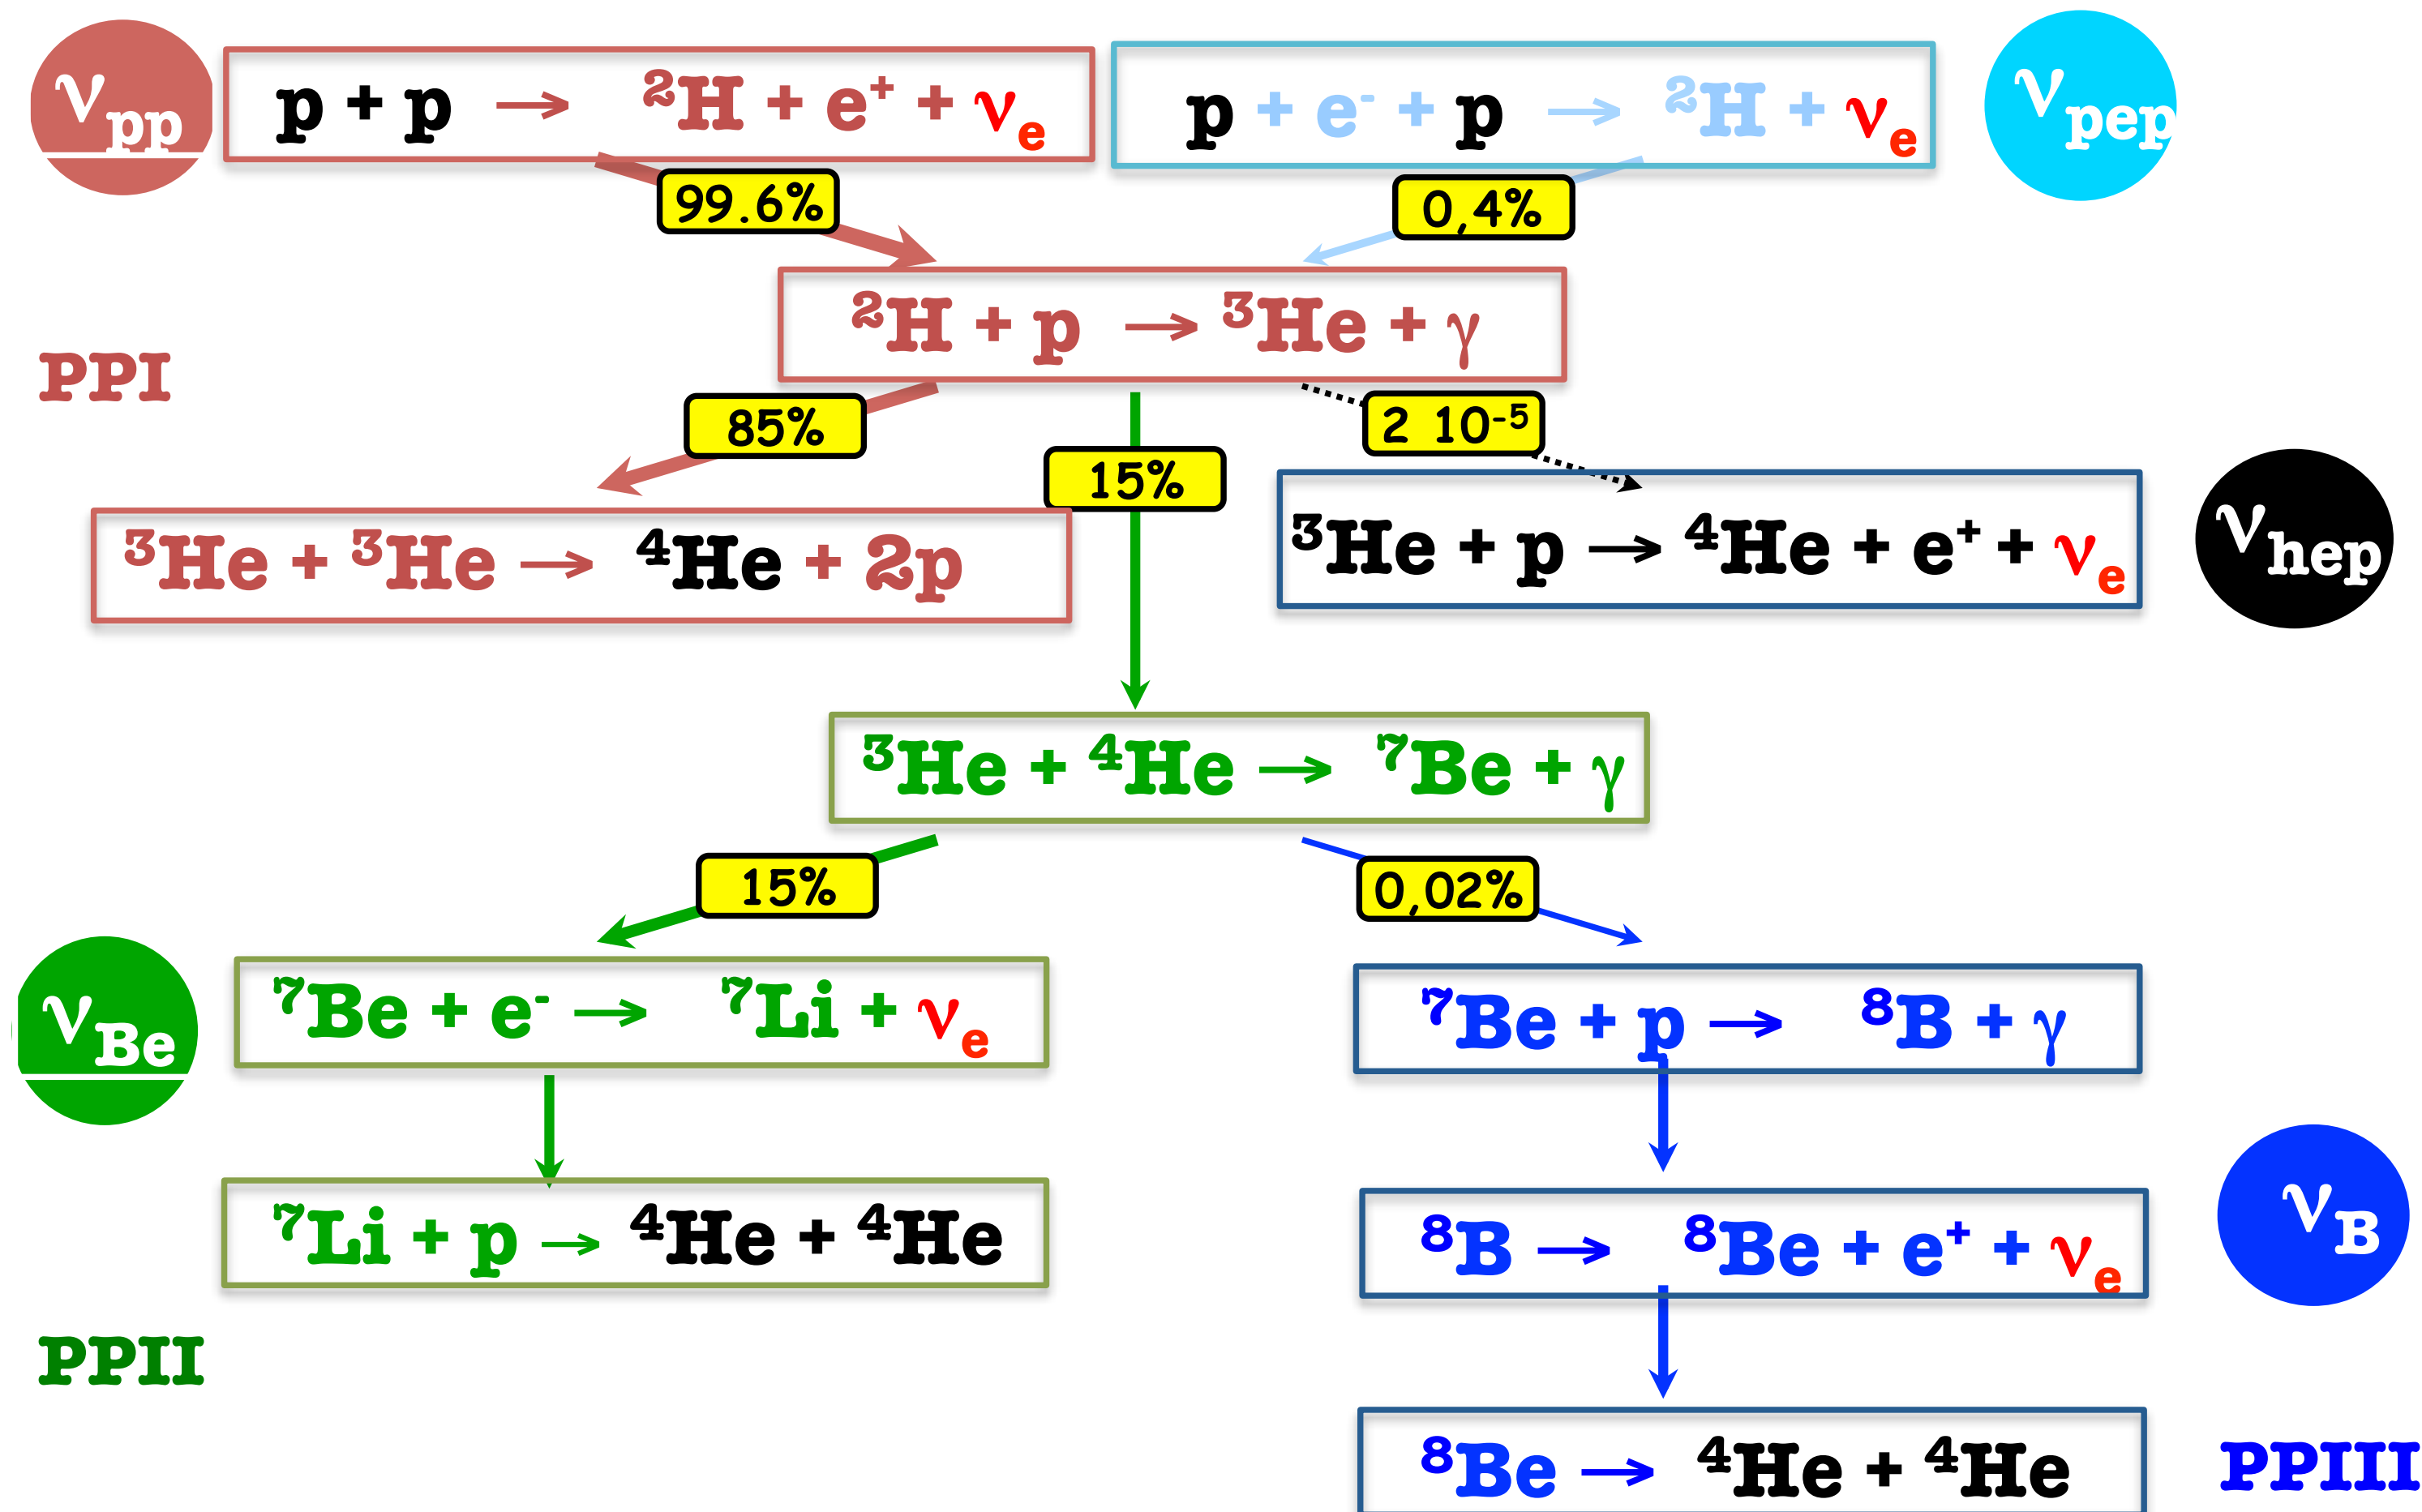 νpp
p + p → ²H + e⁺ + νe
p + e⁻ + p → ²H + νe
νpep
99.6%
0,4%
²H + p → ³He + γ
PPI
85%
15%
2 10⁻⁵
³He + ³He → ⁴He + 2p
³He + p → ⁴He + e⁺ + νe
νhep
³He + ⁴He → ⁷Be + γ
15%
0,02%
νBe
⁷Be + e⁻ → ⁷Li + νe
⁷Be + p → ⁸B + γ
⁷Li + p → ⁴He + ⁴He
⁸B → ⁸Be + e⁺ + νe
νB
PPII
⁸Be → ⁴He + ⁴He
PPIII